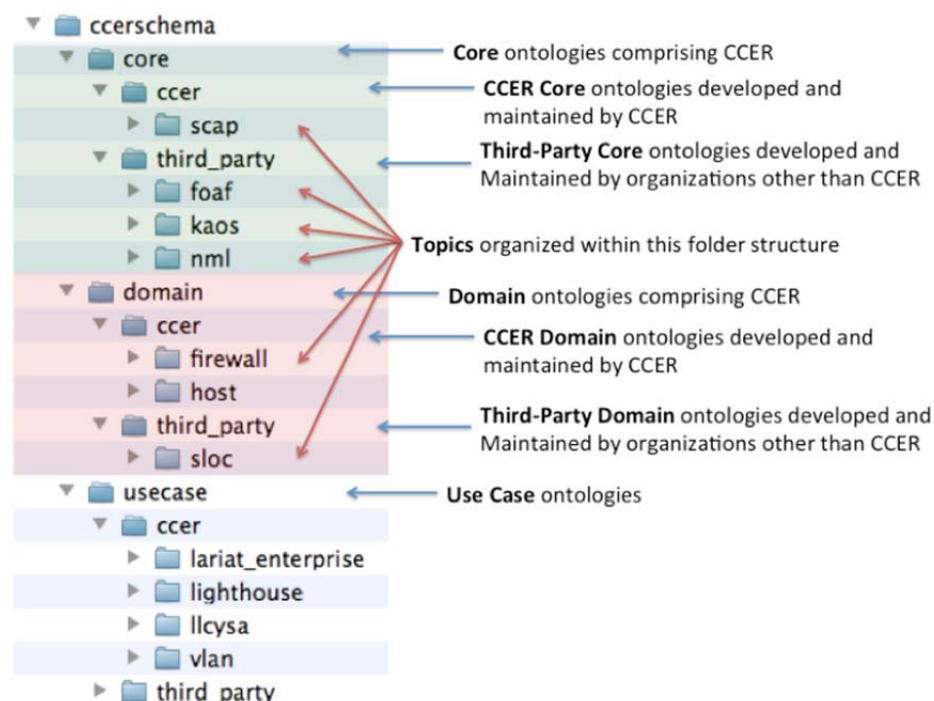 ccerschema
core
Core ontologies comprising CCER
ccer
CCER Core ontologies developed and
maintained by CCER
scap
third_party
Third-Party Core ontologies developed and
Maintained by organizations other than CCER
foaf
kaos
nml
Topics organized within this folder structure
domain
Domain ontologies comprising CCER
ccer
CCER Domain ontologies developed and
maintained by CCER
firewall
host
third_party
Third-Party Domain ontologies developed and
Maintained by organizations other than CCER
sloc
usecase
Use Case ontologies
ccer
lariat_enterprise
lighthouse
llcysa
vlan
third_party